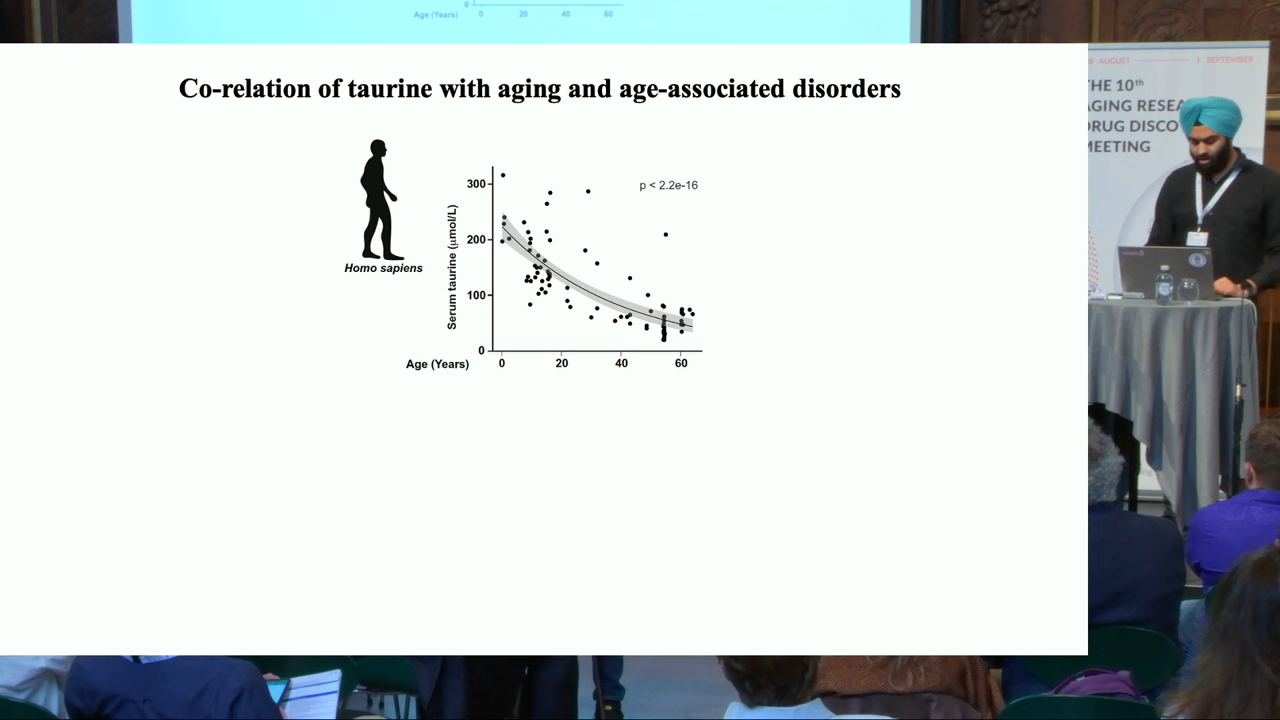 Age (Years)
0
0 20 40 60
Co-relation of taurine with aging and age-associated disorders
Homo sapiens
Serum taurine (μmol/L)
300
200
100
0
p < 2.2e-16
Age (Years)
0 20 40 60
AUGUST 1 SEPTEMBER
THE 10th
AGING RESEA
DRUG DISCO
MEETING